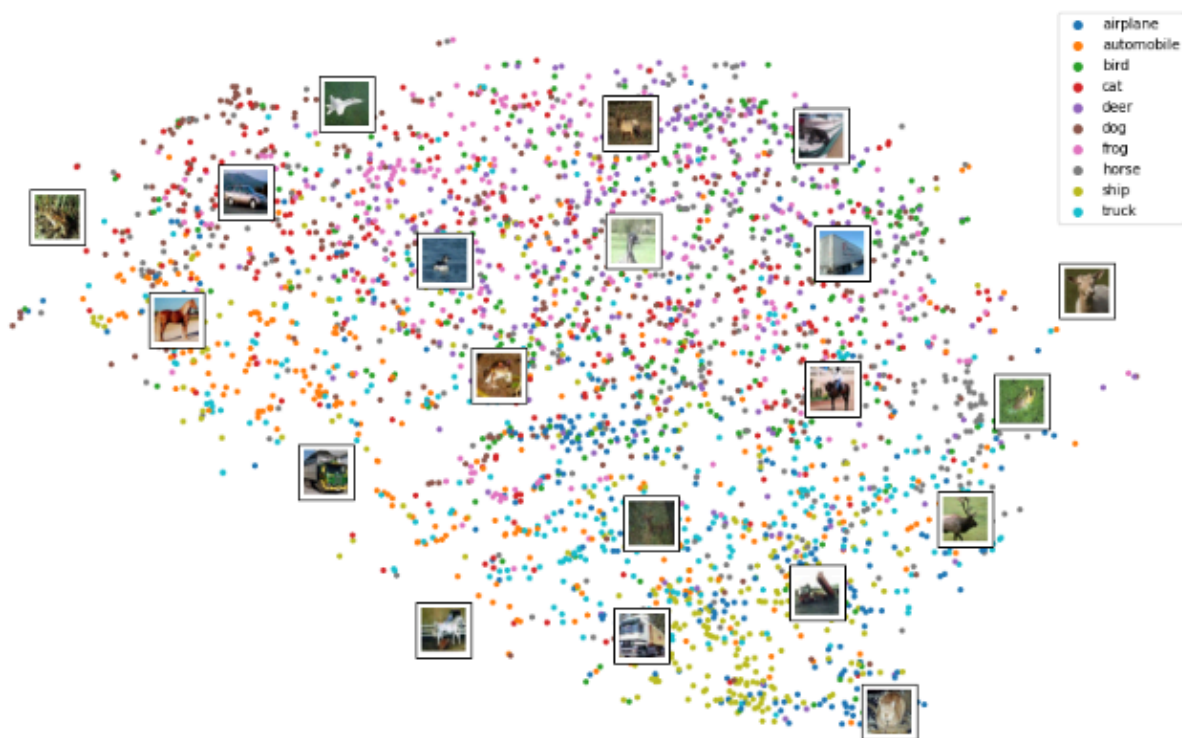 airplane
automobile
bird
cat
deer
dog
frog
horse
ship
truck